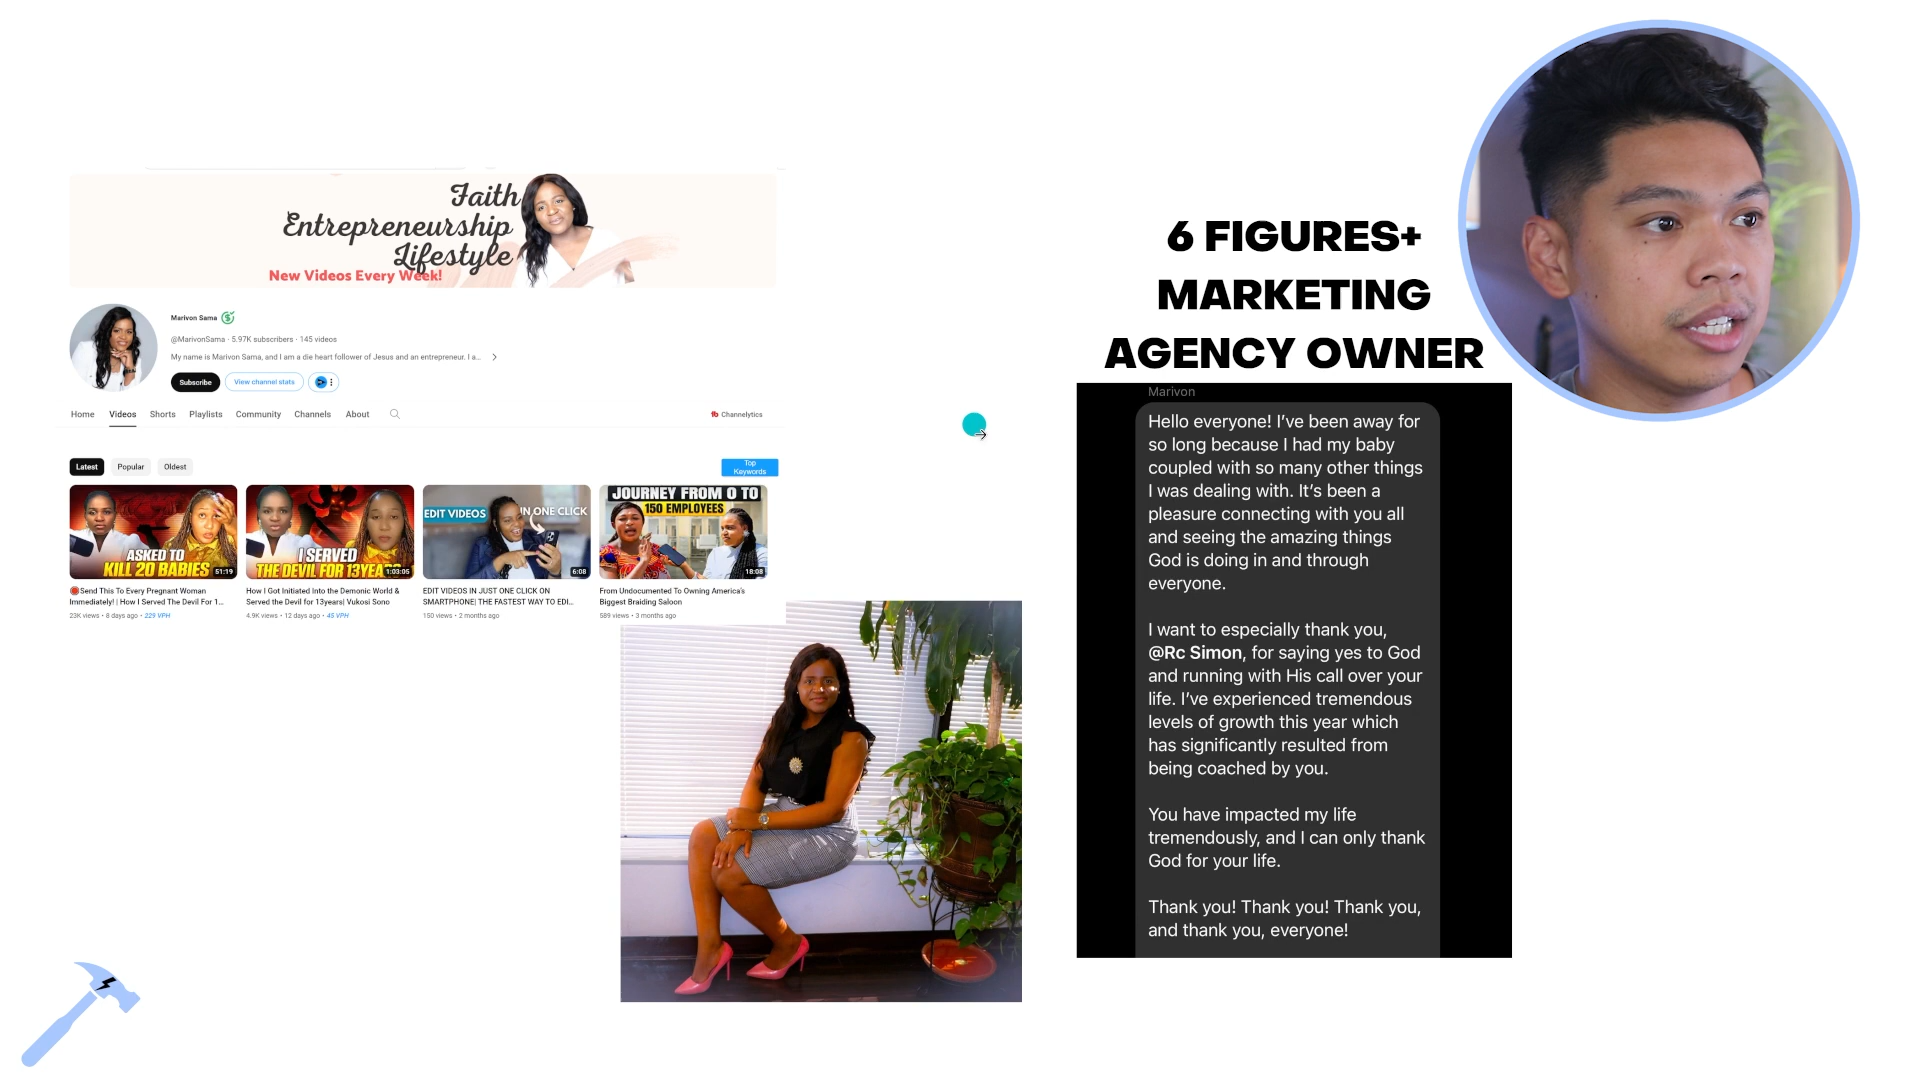 Faith
Entrepreneurship
Lifestyle
New Videos Every Week!
Marivon Sama
@MarivonSama · 5.97K subscribers · 145 videos
My name is Marivon Sama, and I am a die heart follower of Jesus and an entrepreneur. I a...
Subscribe
View channel stats
Home Videos Shorts Playlists Community Channels About
Channelytics
Latest Popular Oldest
Top
Keywords
ASKED TO
KILL 20 BABIES
51:19
🔴Send This To Every Pregnant Woman
Immediately! | How I Served The Devil For 1...
23K views • 8 days ago • 229 VPH
I SERVED
THE DEVIL FOR 13YEARS
1:03:05
How I Got Initiated Into the Demonic World &
Served the Devil for 13years| Vukosi Sono
4.9K views • 12 days ago • 45 VPH
EDIT VIDEOS IN ONE CLICK
6:08
EDIT VIDEOS IN JUST ONE CLICK ON
SMARTPHONE| THE FASTEST WAY TO EDI...
150 views • 2 months ago
JOURNEY FROM 0 TO
150 EMPLOYEES
18:08
From Undocumented To Owning America's
Biggest Braiding Saloon
589 views • 3 months ago
6 FIGURES+
MARKETING
AGENCY OWNER
Marivon
Hello everyone! I've been away for
so long because I had my baby
coupled with so many other things
I was dealing with. It's been a
pleasure connecting with you all
and seeing the amazing things
God is doing in and through
everyone.
I want to especially thank you,
@Rc Simon, for saying yes to God
and running with His call over your
life. I've experienced tremendous
levels of growth this year which
has significantly resulted from
being coached by you.
You have impacted my life
tremendously, and I can only thank
God for your life.
Thank you! Thank you! Thank you,
and thank you, everyone!